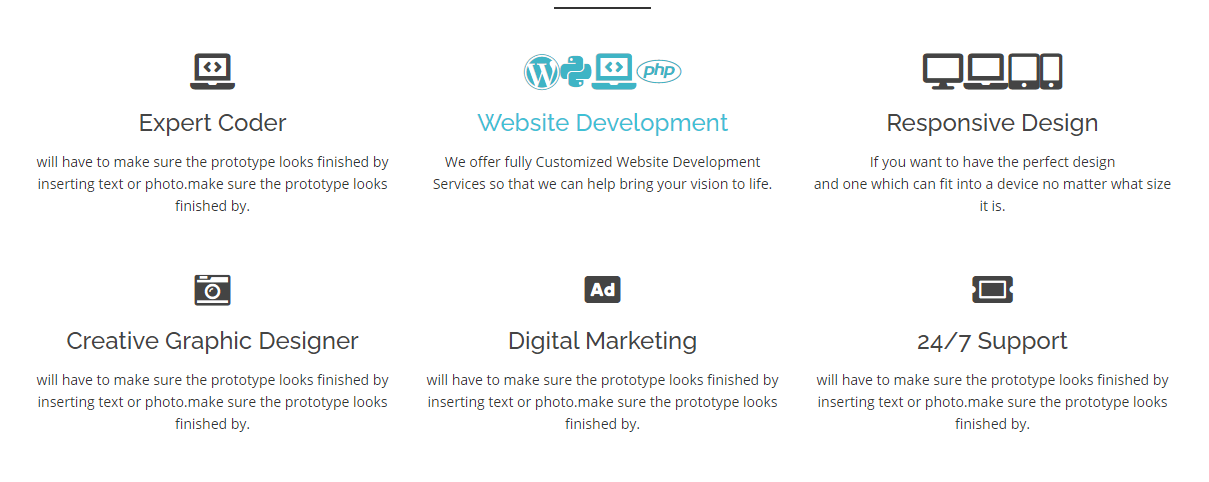 php
Expert Coder
will have to make sure the prototype looks finished by
inserting text or photo.make sure the prototype looks
finished by.
Website Development
We offer fully Customized Website Development
Services so that we can help bring your vision to life.
Responsive Design
If you want to have the perfect design
and one which can fit into a device no matter what size
it is.
Creative Graphic Designer
will have to make sure the prototype looks finished by
inserting text or photo.make sure the prototype looks
finished by.
Ad
Digital Marketing
will have to make sure the prototype looks finished by
inserting text or photo.make sure the prototype looks
finished by.
24/7 Support
will have to make sure the prototype looks finished by
inserting text or photo.make sure the prototype looks
finished by.